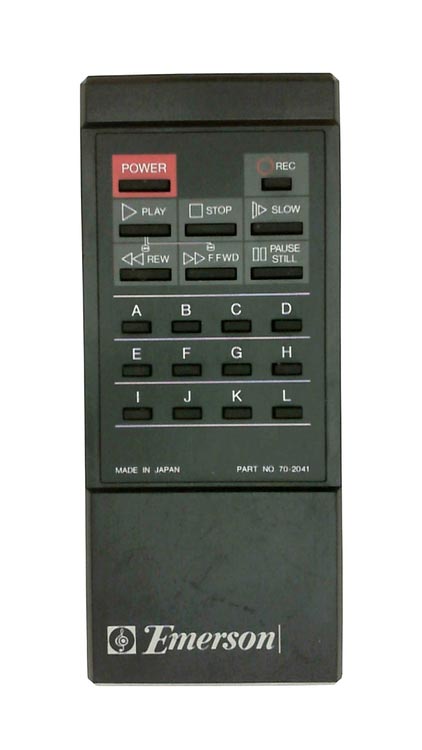 POWER
REC
PLAY
STOP
SLOW
REW
F.FWD
PAUSE
STILL
A B C D
E F G H
I J K L
MADE IN JAPAN
PART NO. 70-2041
Emerson